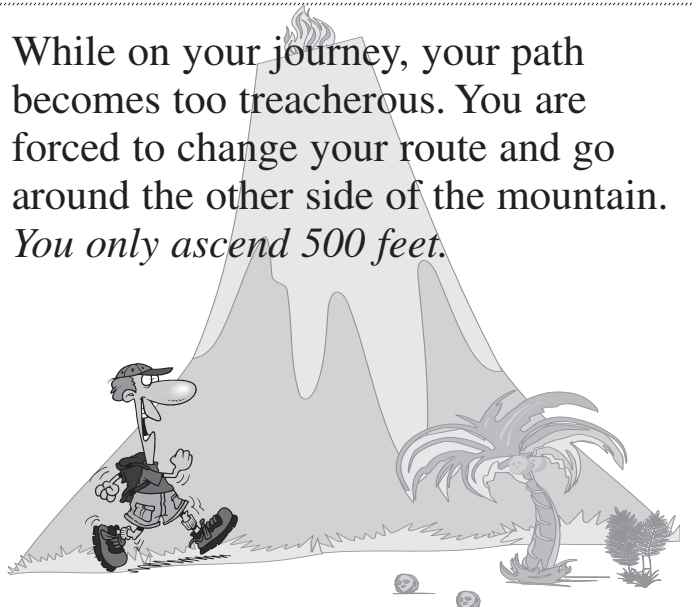 While on your journey, your path
becomes too treacherous. You are
forced to change your route and go
around the other side of the mountain.
You only ascend 500 feet.